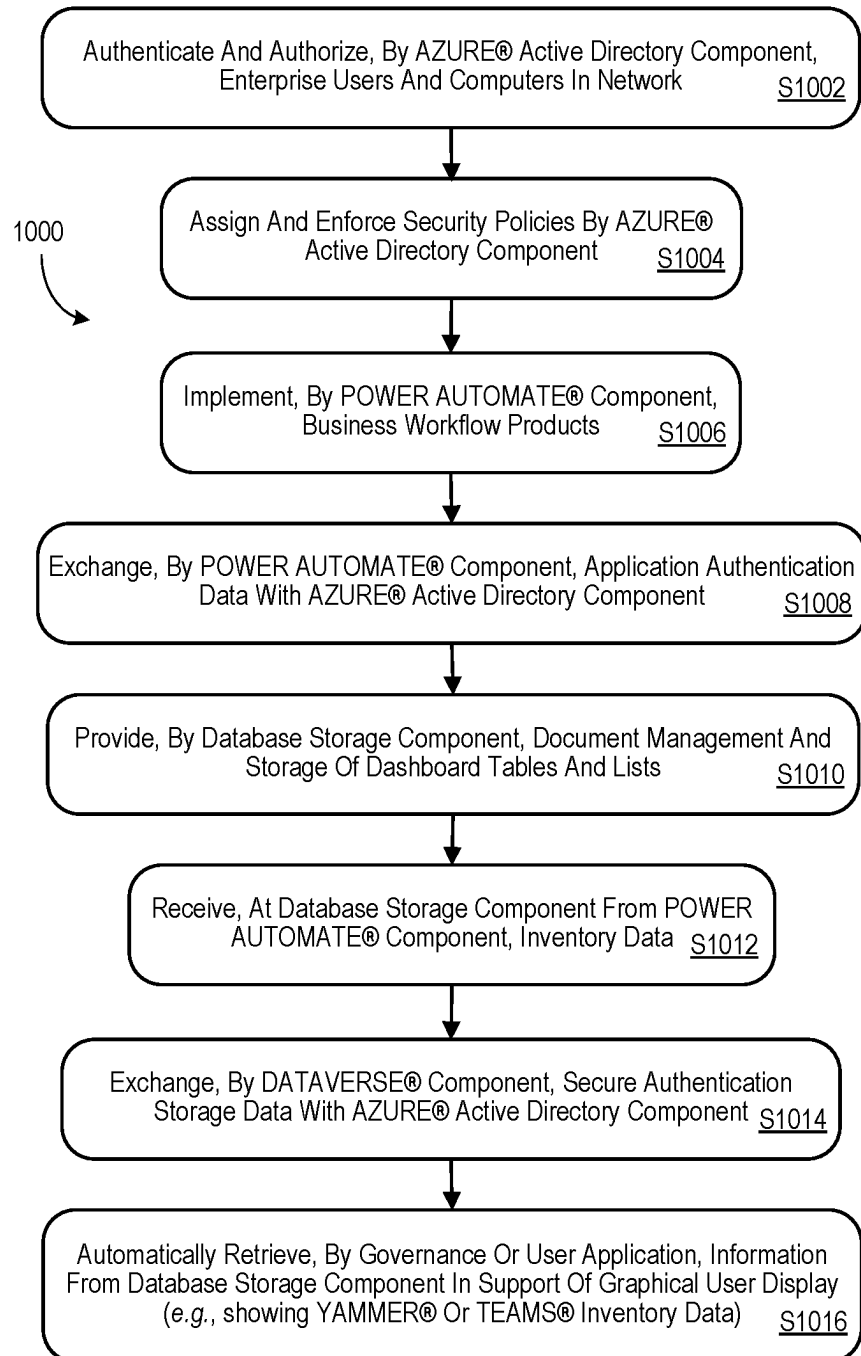 Authenticate And Authorize, By AZURE® Active Directory Component,
Enterprise Users And Computers In Network
S1002
Assign And Enforce Security Policies By AZURE®
Active Directory Component
S1004
1000
Implement, By POWER AUTOMATE® Component,
Business Workflow Products
S1006
Exchange, By POWER AUTOMATE® Component, Application Authentication
Data With AZURE® Active Directory Component
S1008
Provide, By Database Storage Component, Document Management And
Storage Of Dashboard Tables And Lists
S1010
Receive, At Database Storage Component From POWER
AUTOMATE® Component, Inventory Data
S1012
Exchange, By DATAVERSE® Component, Secure Authentication
Storage Data With AZURE® Active Directory Component
S1014
Automatically Retrieve, By Governance Or User Application, Information
From Database Storage Component In Support Of Graphical User Display
(e.g., showing YAMMER® Or TEAMS® Inventory Data)
S1016